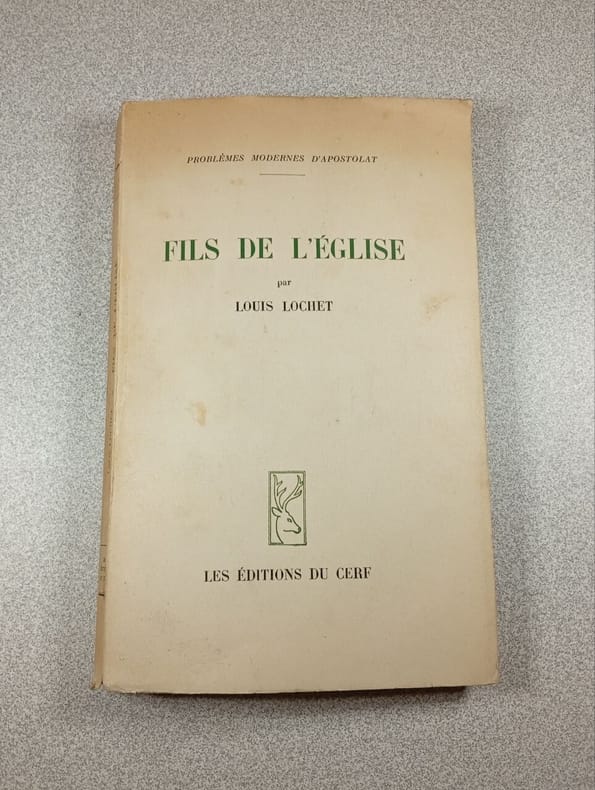 PROBLÈMES MODERNES D'APOSTOLAT
FILS DE L'ÉGLISE
par
LOUIS LOCHET
LES ÉDITIONS DU CERF